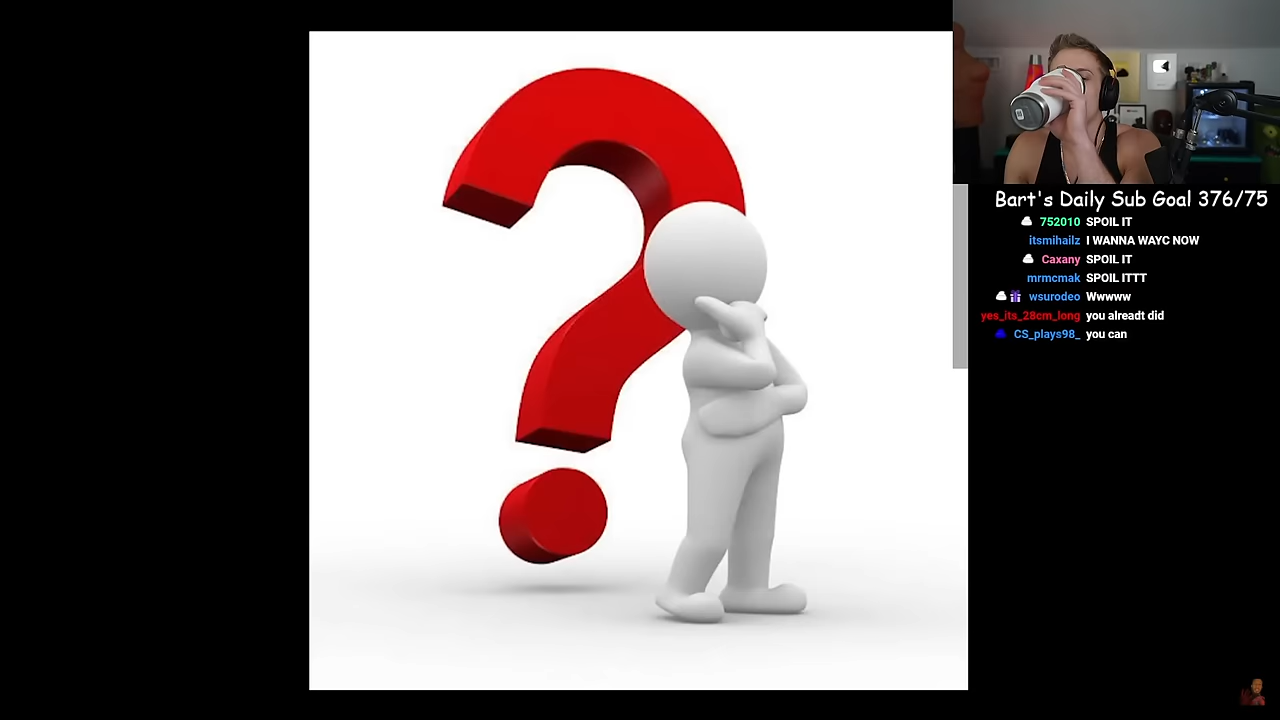 Bart's Daily Sub Goal 376/75
752010 SPOIL IT
itsmihailz I WANNA WAYC NOW
Caxany SPOIL IT
mrmcmak SPOIL ITTT
wsurodeo Wwwww
yes_its_28cm_long you alreadt did
CS_plays98_ you can